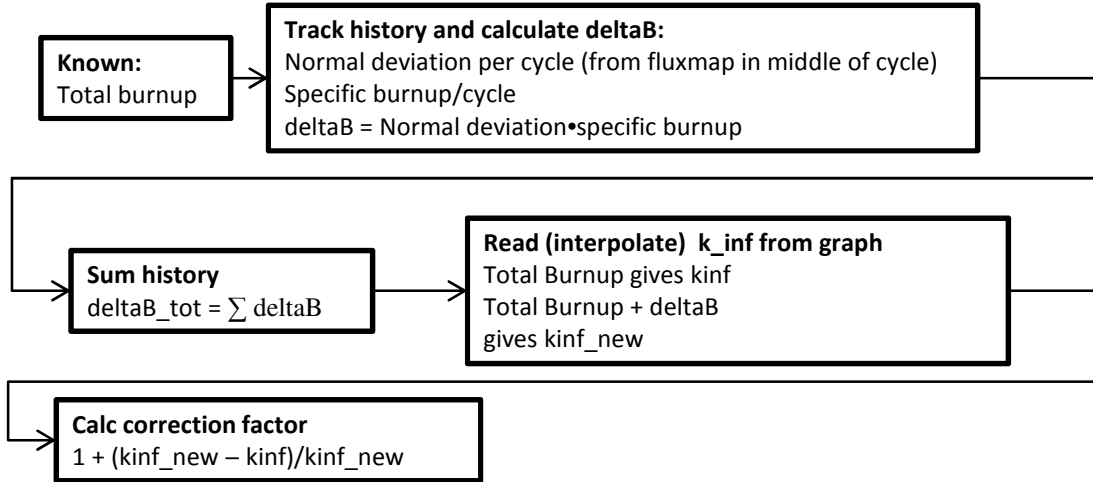 Known:
Total burnup
Track history and calculate deltaB:
Normal deviation per cycle (from fluxmap in middle of cycle)
Specific burnup/cycle
deltaB = Normal deviation•specific burnup
Sum history
deltaB_tot = ∑ deltaB
Read (interpolate)  k_inf from graph
Total Burnup gives kinf
Total Burnup + deltaB
gives kinf_new
Calc correction factor
1 + (kinf_new – kinf)/kinf_new